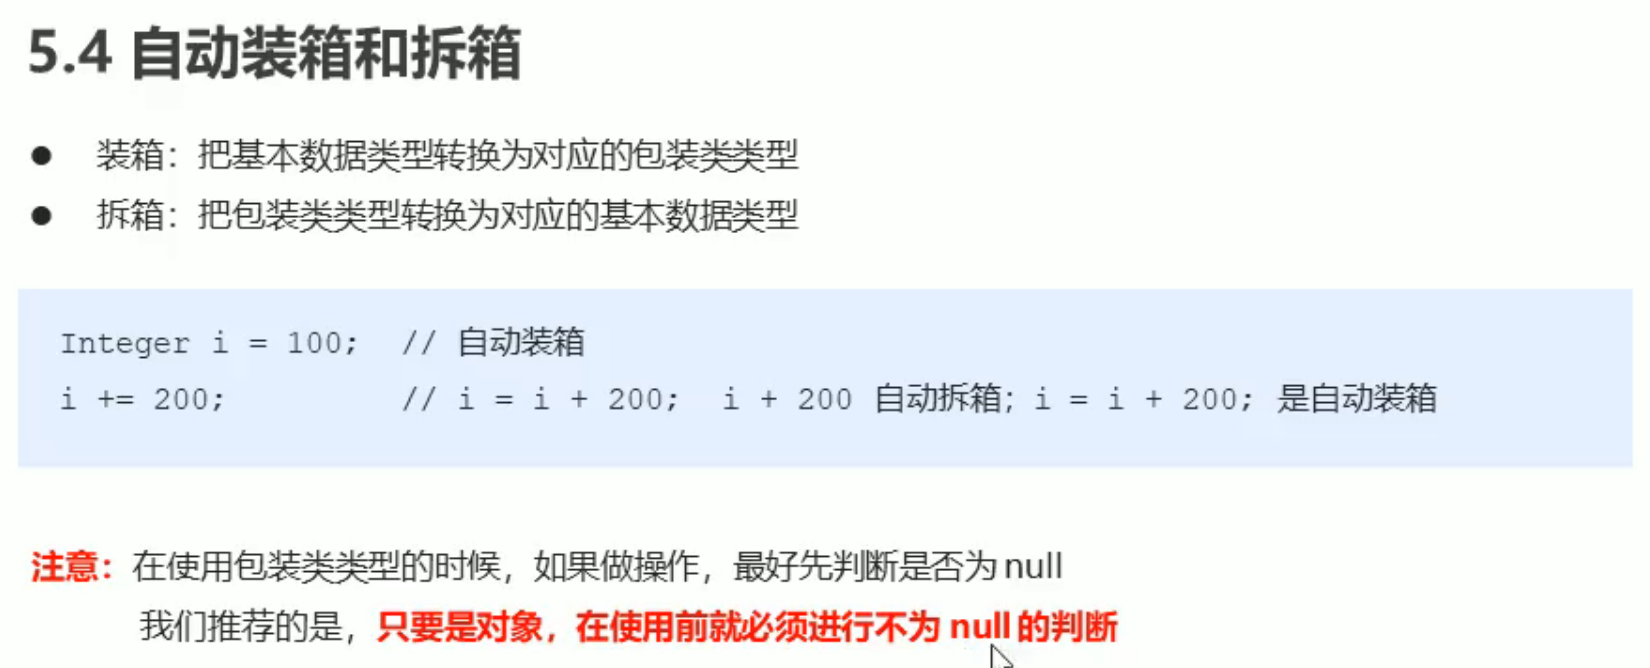 5.4 自动装箱和拆箱
● 装箱：把基本数据类型转换为对应的包装类类型
● 拆箱：把包装类类型转换为对应的基本数据类型
Integer i = 100;  // 自动装箱
i += 200;         // i = i + 200;  i + 200 自动拆箱；i = i + 200; 是自动装箱
注意：在使用包装类类型的时候，如果做操作，最好先判断是否为 null
我们推荐的是，只要是对象，在使用前就必须进行不为 null 的判断